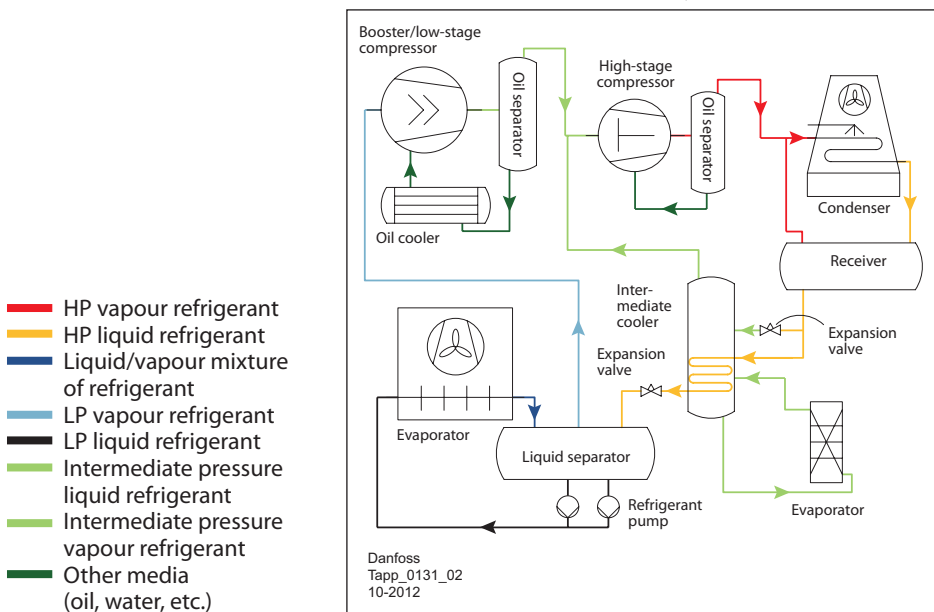 Booster/low-stage
compressor
Oil separator
High-stage
compressor
Oil separator
Condenser
Oil cooler
Receiver
Inter-
mediate
cooler
Expansion
valve
Expansion
valve
Evaporator
Liquid separator
Refrigerant
pump
Evaporator
HP vapour refrigerant
HP liquid refrigerant
Liquid/vapour mixture
of refrigerant
LP vapour refrigerant
LP liquid refrigerant
Intermediate pressure
liquid refrigerant
Intermediate pressure
vapour refrigerant
Other media
(oil, water, etc.)
Danfoss
Tapp_0131_02
10-2012